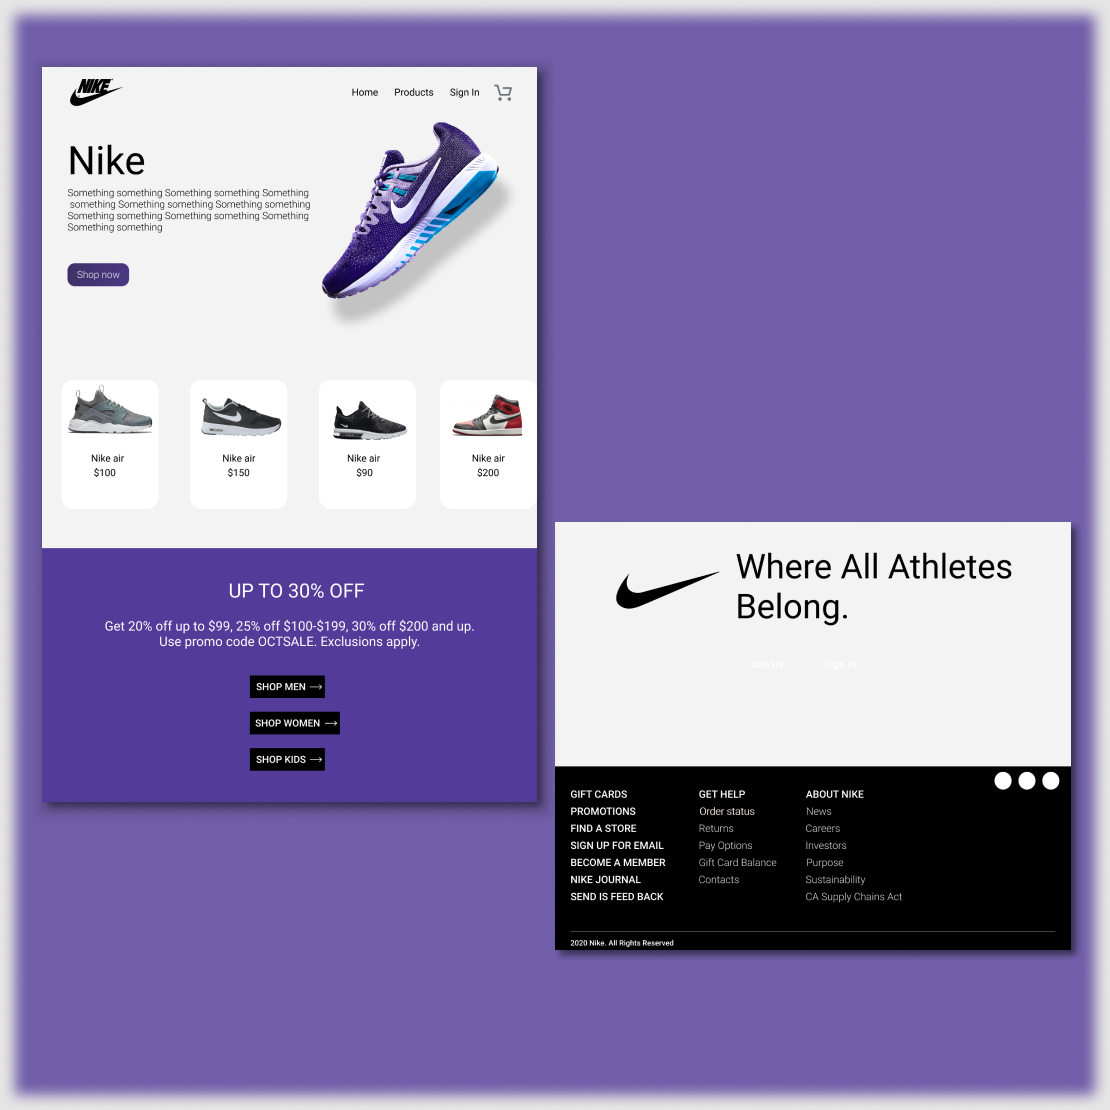 NIKE
Home Products Sign In
Nike
Something something Something something Something
something Something something Something something
Something something Something something Something
Something something
Shop now
Nike air
$100
Nike air
$150
Nike air
$90
Nike air
$200
UP TO 30% OFF
Get 20% off up to $99, 25% off $100-$199, 30% off $200 and up.
Use promo code OCTSALE. Exclusions apply.
SHOP MEN
SHOP WOMEN
SHOP KIDS
Where All Athletes
Belong.
Join Us Sign In
GIFT CARDS
PROMOTIONS
FIND A STORE
SIGN UP FOR EMAIL
BECOME A MEMBER
NIKE JOURNAL
SEND IS FEED BACK
GET HELP
Order status
Returns
Pay Options
Gift Card Balance
Contacts
ABOUT NIKE
News
Careers
Investors
Purpose
Sustainability
CA Supply Chains Act
2020 Nike. All Rights Reserved